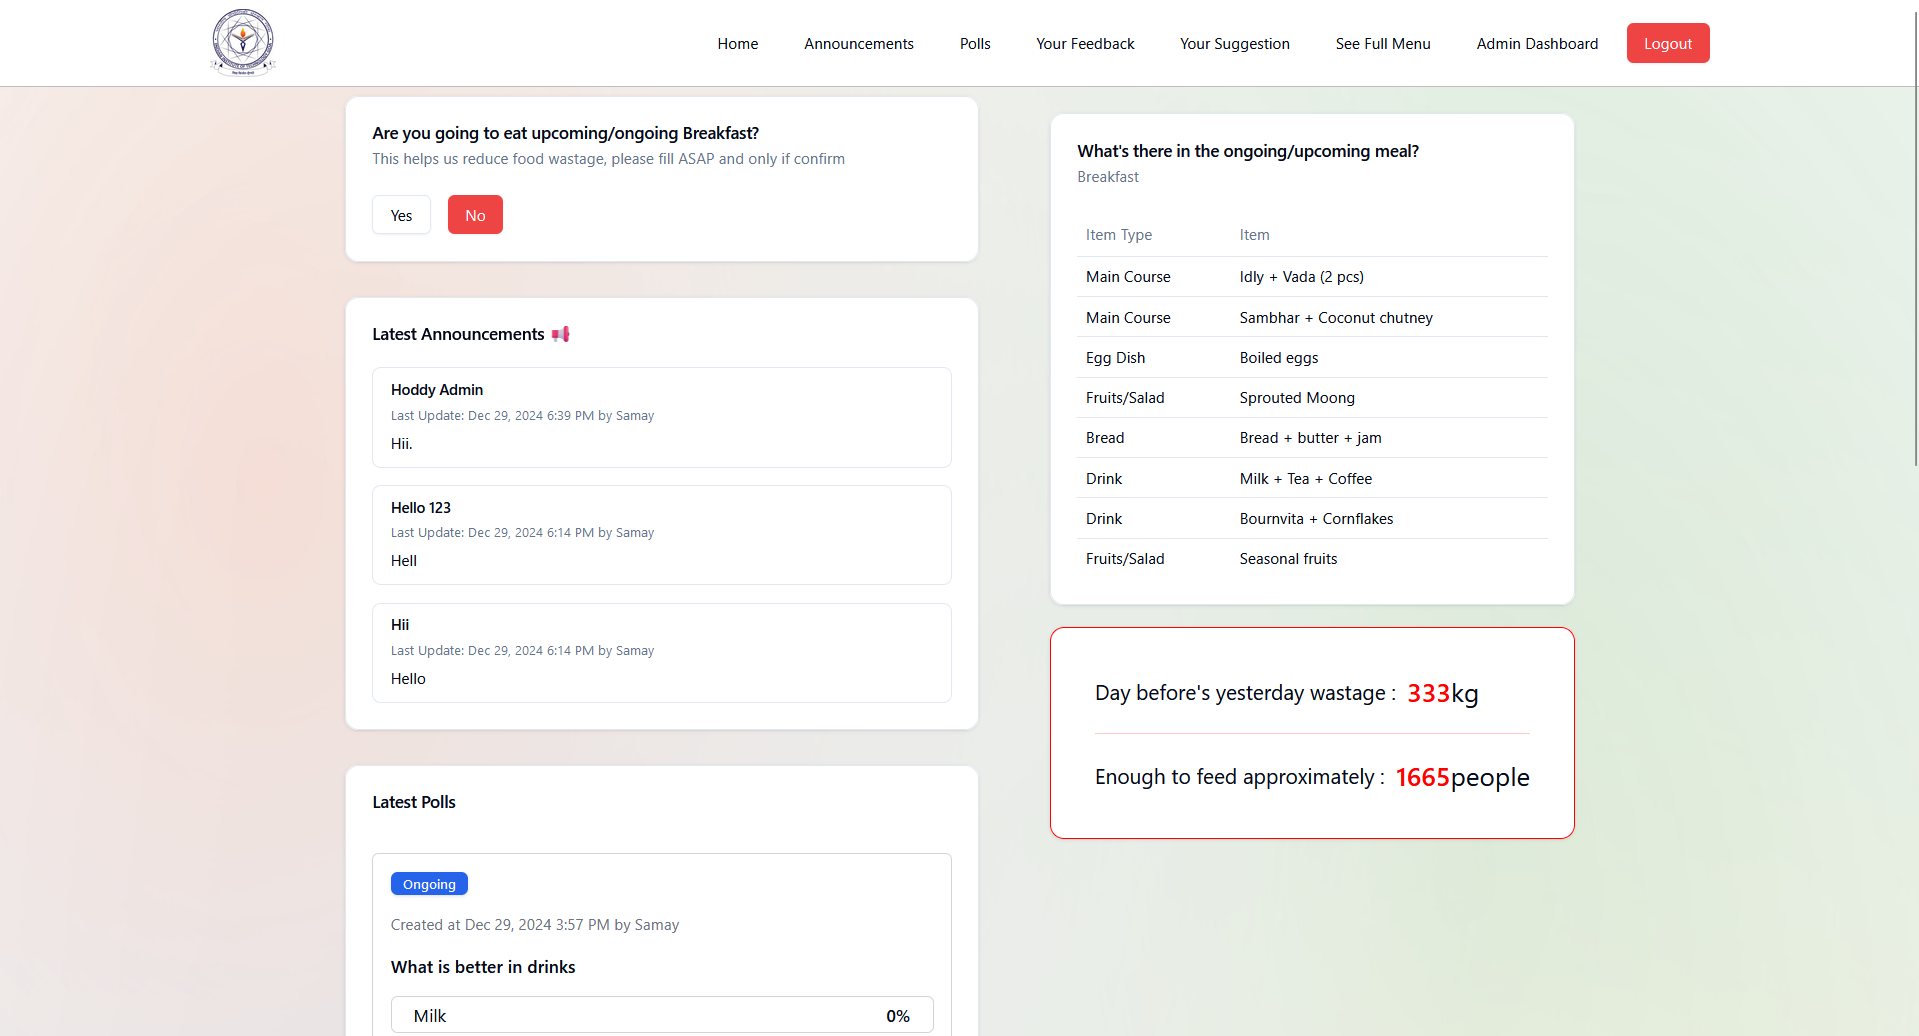 Home
Announcements
Polls
Your Feedback
Your Suggestion
See Full Menu
Admin Dashboard
Logout
Are you going to eat upcoming/ongoing Breakfast?
This helps us reduce food wastage, please fill ASAP and only if confirm
Yes
No
Latest Announcements
Hoddy Admin
Last Update: Dec 29, 2024 6:39 PM by Samay
Hii.
Hello 123
Last Update: Dec 29, 2024 6:14 PM by Samay
Hell
Hii
Last Update: Dec 29, 2024 6:14 PM by Samay
Hello
Latest Polls
Ongoing
Created at Dec 29, 2024 3:57 PM by Samay
What is better in drinks
Milk 0%
What's there in the ongoing/upcoming meal?
Breakfast
Item Type Item
Main Course Idly + Vada (2 pcs)
Main Course Sambhar + Coconut chutney
Egg Dish Boiled eggs
Fruits/Salad Sprouted Moong
Bread Bread + butter + jam
Drink Milk + Tea + Coffee
Drink Bournvita + Cornflakes
Fruits/Salad Seasonal fruits
Day before's yesterday wastage : 333kg
Enough to feed approximately : 1665people